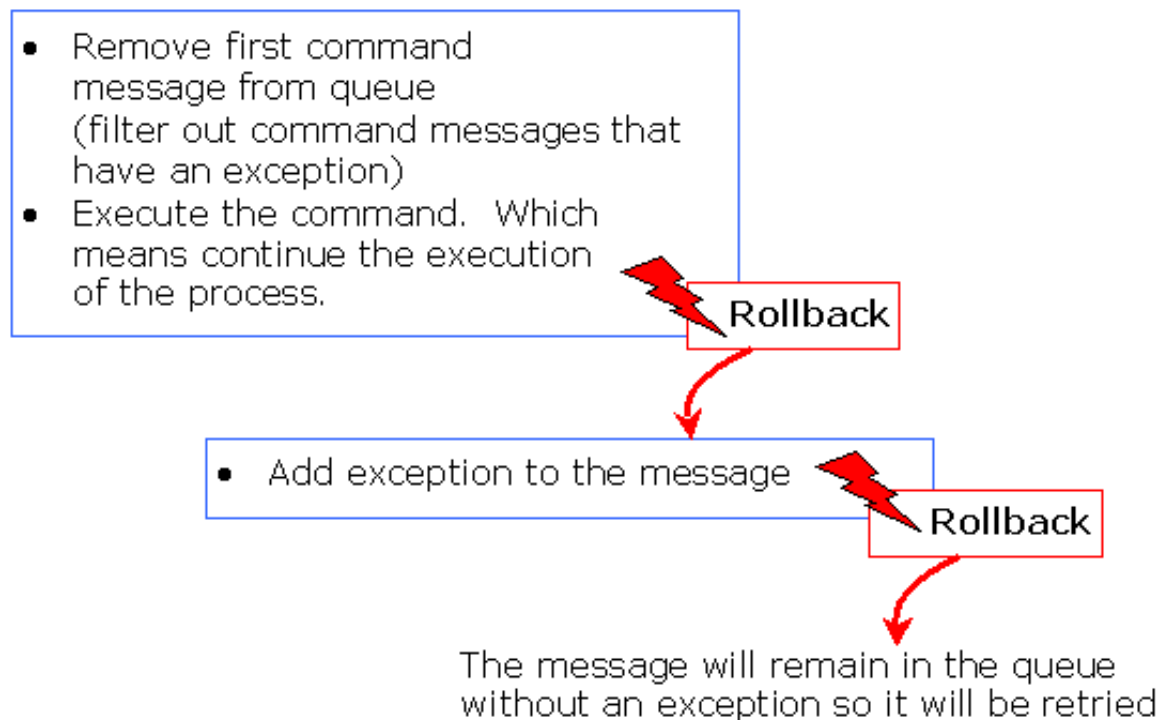 • Remove first command
message from queue
(filter out command messages that
have an exception)
• Execute the command. Which
means continue the execution
of the process.
Rollback
• Add exception to the message
Rollback
The message will remain in the queue
without an exception so it will be retried